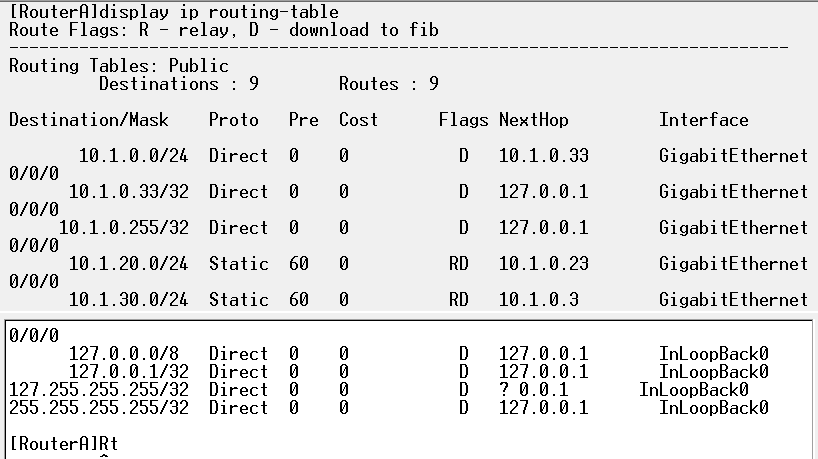 [RouterA]display ip routing-table
Route Flags: R - relay, D - download to fib
------------------------------------------------------------------------------
Routing Tables: Public
         Destinations : 9        Routes : 9

Destination/Mask    Proto   Pre  Cost      Flags NextHop         Interface

       10.1.0.0/24  Direct  0    0           D   10.1.0.33       GigabitEthernet
0/0/0
      10.1.0.33/32  Direct  0    0           D   127.0.0.1       GigabitEthernet
0/0/0
     10.1.0.255/32  Direct  0    0           D   127.0.0.1       GigabitEthernet
0/0/0
      10.1.20.0/24  Static  60   0          RD   10.1.0.23       GigabitEthernet
0/0/0
      10.1.30.0/24  Static  60   0          RD   10.1.0.3        GigabitEthernet
0/0/0
      127.0.0.0/8   Direct  0    0           D   127.0.0.1       InLoopBack0
      127.0.0.1/32  Direct  0    0           D   127.0.0.1       InLoopBack0
127.255.255.255/32  Direct  0    0           D   ? 0.0.1       InLoopBack0
255.255.255.255/32  Direct  0    0           D   127.0.0.1       InLoopBack0

[RouterA]Rt